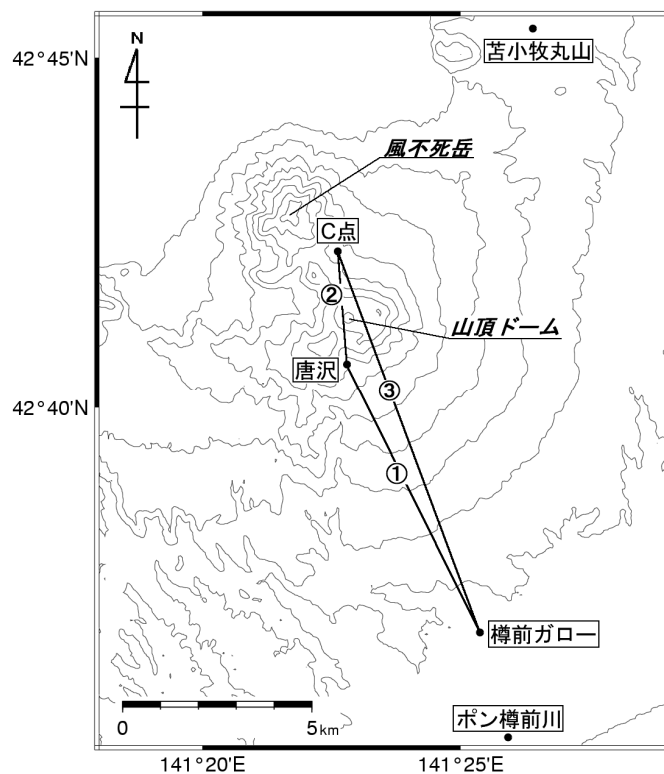 42°45'N
N
苫小牧丸山
風不死岳
C点
②
山頂ドーム
唐沢
③
42°40'N
①
樽前ガロー
0 5km
ポン樽前川
141°20'E 141°25'E